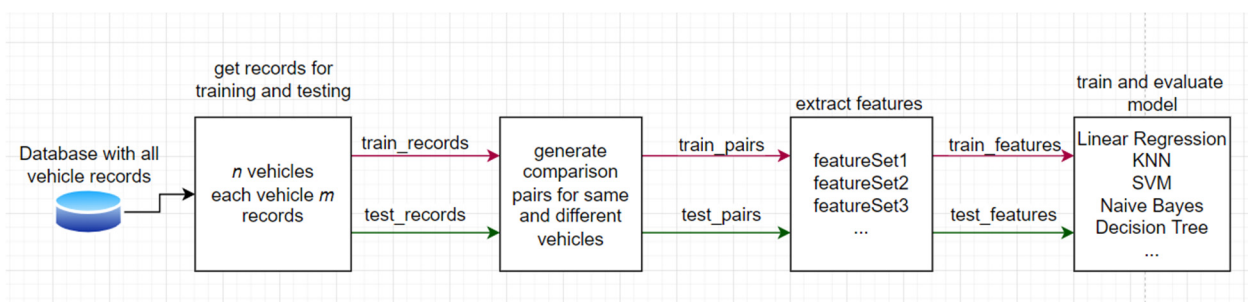 Database with all
vehicle records
get records for
training and testing
n vehicles
each vehicle m
records
train_records
test_records
generate
comparison
pairs for same
and different
vehicles
train_pairs
test_pairs
extract features
featureSet1
featureSet2
featureSet3
...
train_features
test_features
train and evaluate
model
Linear Regression
KNN
SVM
Naive Bayes
Decision Tree
...